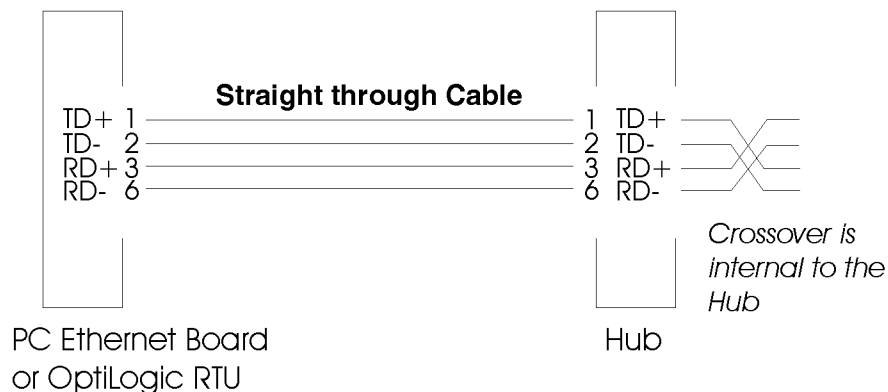 Straight through Cable
TD+ 1
TD- 2
RD+ 3
RD- 6
1 TD+
2 TD-
3 RD+
6 RD-
Crossover is
internal to the
Hub
PC Ethernet Board
or OptiLogic RTU
Hub